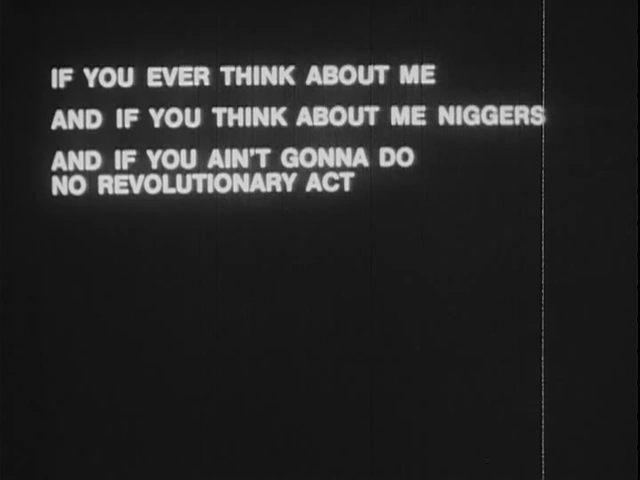 IF YOU EVER THINK ABOUT ME
AND IF YOU THINK ABOUT ME NIGGERS
AND IF YOU AIN'T GONNA DO
NO REVOLUTIONARY ACT